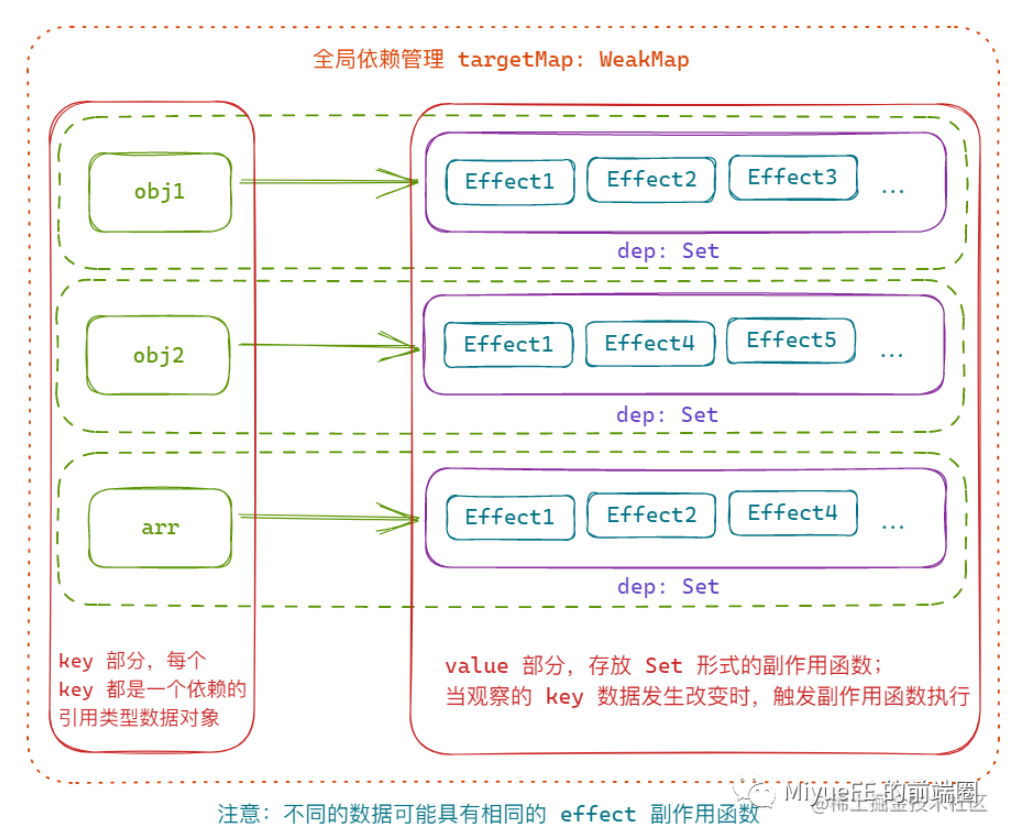 全局依赖管理 targetMap: WeakMap
obj1
Effect1 Effect2 Effect3 ...
dep: Set
obj2
Effect1 Effect4 Effect5 ...
dep: Set
arr
Effect1 Effect2 Effect4 ...
dep: Set
key 部分，每个
key 都是一个依赖的
引用类型数据对象
value 部分，存放 Set 形式的副作用函数；
当观察的 key 数据发生改变时，触发副作用函数执行
MiyueFE 的前端圈
@稀土掘金技术社区
注意：不同的数据可能具有相同的 effect 副作用函数